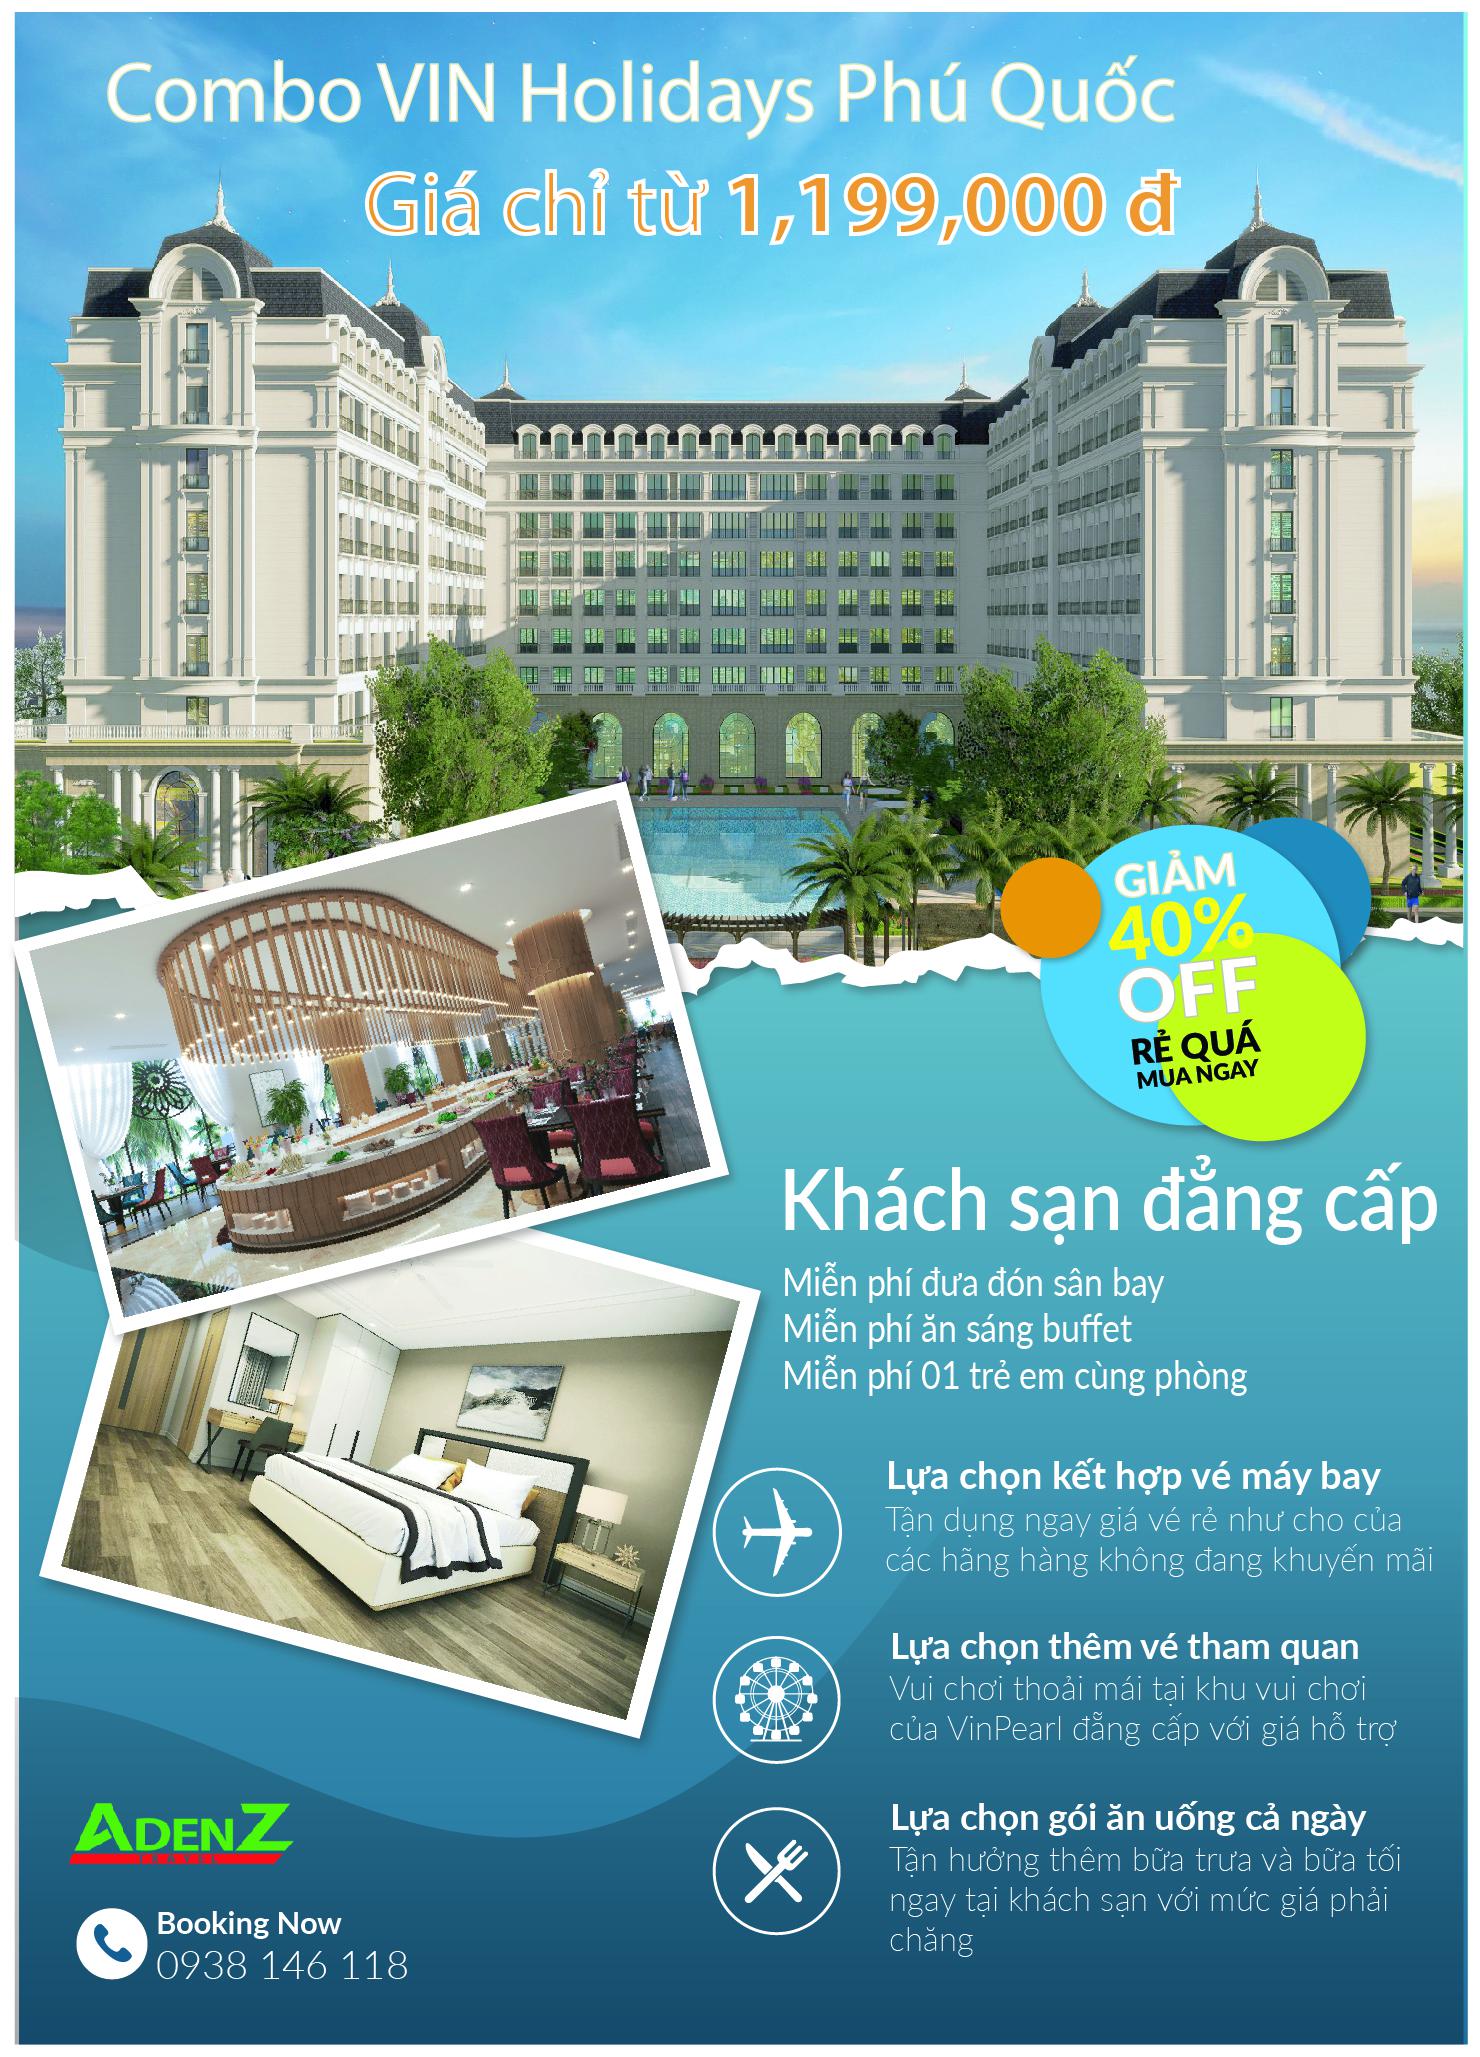 Combo VIN Holidays Phú Quốc
Giá chỉ từ 1,199,000 đ
GIẢM
40%
OFF
RẺ QUÁ
MUA NGAY
Khách sạn đẳng cấp
Miễn phí đưa đón sân bay
Miễn phí ăn sáng buffet
Miễn phí 01 trẻ em cùng phòng
Lựa chọn kết hợp vé máy bay
Tận dụng ngay giá vé rẻ như cho của
các hãng hàng không đang khuyến mãi
Lựa chọn thêm vé tham quan
Vui chơi thoải mái tại khu vui chơi
của VinPearl đẵng cấp với giá hỗ trợ
Lựa chọn gói ăn uống cả ngày
Tận hưởng thêm bữa trưa và bữa tối
ngay tại khách sạn với mức giá phải
chăng
ADENZ
TRAVEL
Booking Now
0938 146 118